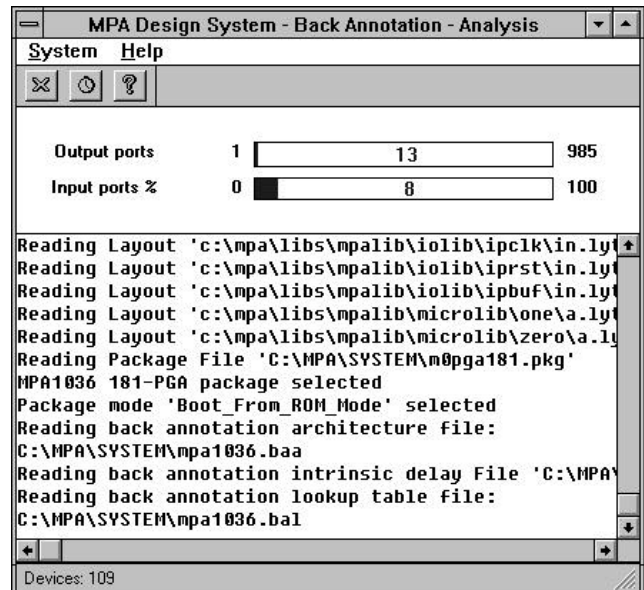 MPA Design System - Back Annotation - Analysis
System Help
Output ports 1 13 985
Input ports % 0 8 100
Reading Layout 'c:\mpa\libs\mpalib\iolib\ipclk\in.lyt
Reading Layout 'c:\mpa\libs\mpalib\iolib\iprst\in.lyt
Reading Layout 'c:\mpa\libs\mpalib\iolib\ipbuf\in.lyt
Reading Layout 'c:\mpa\libs\mpalib\microlib\one\a.lyt
Reading Layout 'c:\mpa\libs\mpalib\microlib\zero\a.ly
Reading Package File 'C:\MPA\SYSTEM\m0pga181.pkg'
MPA1036 181-PGA package selected
Package mode 'Boot_From_ROM_Mode' selected
Reading back annotation architecture file:
C:\MPA\SYSTEM\mpa1036.baa
Reading back annotation intrinsic delay File 'C:\MPA\
Reading back annotation lookup table file:
C:\MPA\SYSTEM\mpa1036.bal
Devices: 109